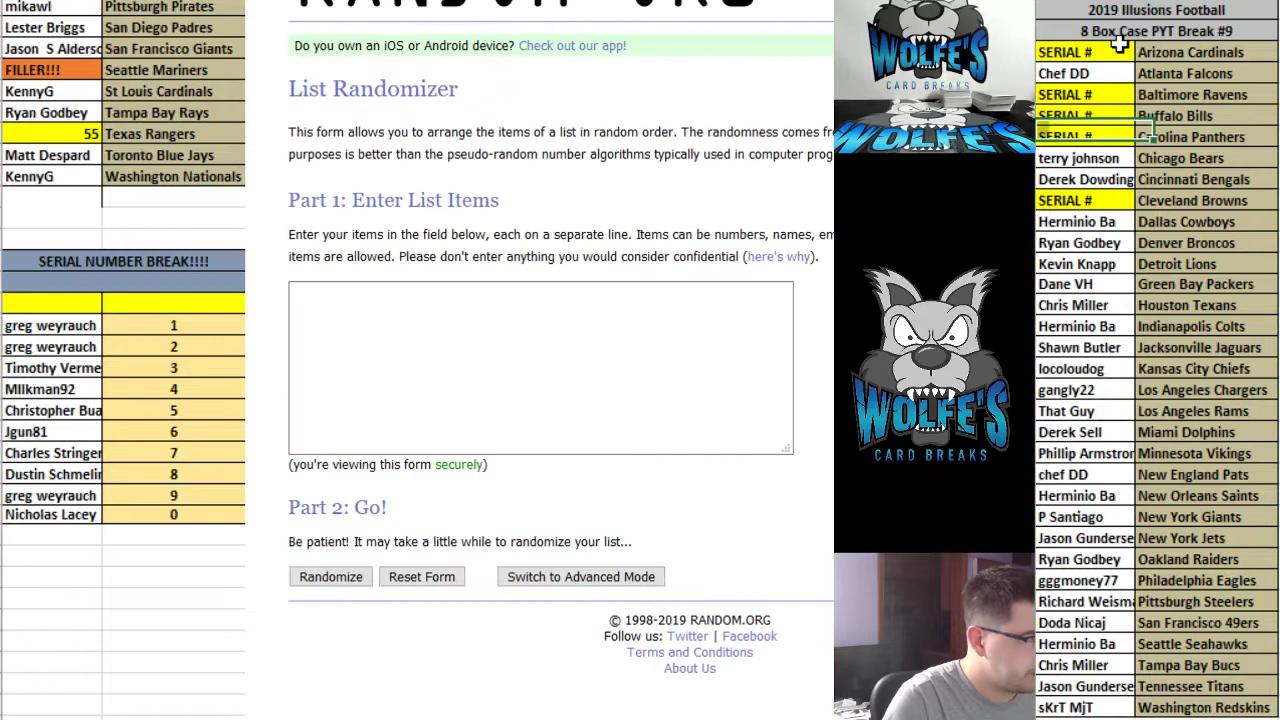 mikawl Pittsburgh Pirates
Lester Briggs San Diego Padres
Jason S Alderso San Francisco Giants
FILLER!!! Seattle Mariners
KennyG St Louis Cardinals
Ryan Godbey Tampa Bay Rays
55 Texas Rangers
Matt Despard Toronto Blue Jays
KennyG Washington Nationals
SERIAL NUMBER BREAK!!!!
greg weyrauch 1
greg weyrauch 2
Timothy Verme 3
MIlkman92 4
Christopher Bua 5
Jgun81 6
Charles Stringer 7
Dustin Schmelin 8
greg weyrauch 9
Nicholas Lacey 0
RANDOM.ORG
Do you own an iOS or Android device? Check out our app!
List Randomizer
This form allows you to arrange the items of a list in random order. The randomness comes fr
purposes is better than the pseudo-random number algorithms typically used in computer prog
Part 1: Enter List Items
Enter your items in the field below, each on a separate line. Items can be numbers, names, em
items are allowed. Please don't enter anything you would consider confidential (here's why).
(you're viewing this form securely)
Part 2: Go!
Be patient! It may take a little while to randomize your list...
Randomize Reset Form Switch to Advanced Mode
© 1998-2019 RANDOM.ORG
Follow us: Twitter | Facebook
Terms and Conditions
About Us
WOLFE'S
CARD BREAKS
WOLFE'S
WOLFE'S
CARD BREAKS
2019 Illusions Football
8 Box Case PYT Break #9
SERIAL # Arizona Cardinals
Chef DD Atlanta Falcons
SERIAL # Baltimore Ravens
SERIAL # Buffalo Bills
SERIAL # Carolina Panthers
terry johnson Chicago Bears
Derek Dowding Cincinnati Bengals
SERIAL # Cleveland Browns
Herminio Ba Dallas Cowboys
Ryan Godbey Denver Broncos
Kevin Knapp Detroit Lions
Dane VH Green Bay Packers
Chris Miller Houston Texans
Herminio Ba Indianapolis Colts
Shawn Butler Jacksonville Jaguars
locoloudog Kansas City Chiefs
gangly22 Los Angeles Chargers
That Guy Los Angeles Rams
Derek Sell Miami Dolphins
Phillip Armstron Minnesota Vikings
chef DD New England Pats
Herminio Ba New Orleans Saints
P Santiago New York Giants
Jason Gunderse New York Jets
Ryan Godbey Oakland Raiders
gggmoney77 Philadelphia Eagles
Richard Weisma Pittsburgh Steelers
Doda Nicaj San Francisco 49ers
Herminio Ba Seattle Seahawks
Chris Miller Tampa Bay Bucs
Jason Gunderse Tennessee Titans
sKrT MjT Washington Redskins